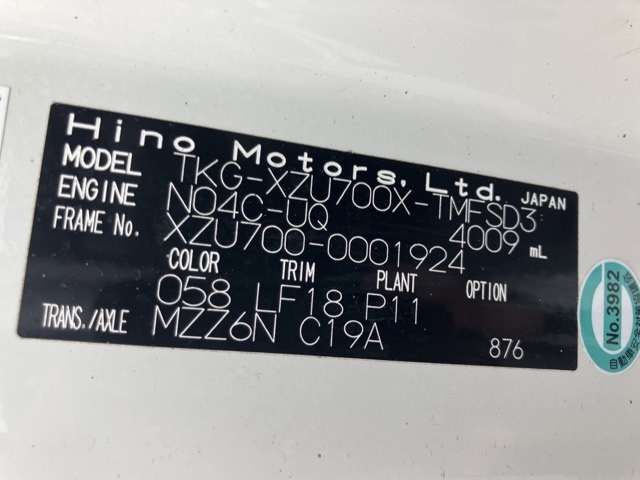 Hino Motors, Ltd. JAPAN
MODEL TKG-XZU700X-TMFSD3
ENGINE N04C-UQ 4009 mL
FRAME No. XZU700-0001924
COLOR TRIM PLANT OPTION
058 LF18 P11
TRANS./AXLE MZZ6N C19A 876
No.3982